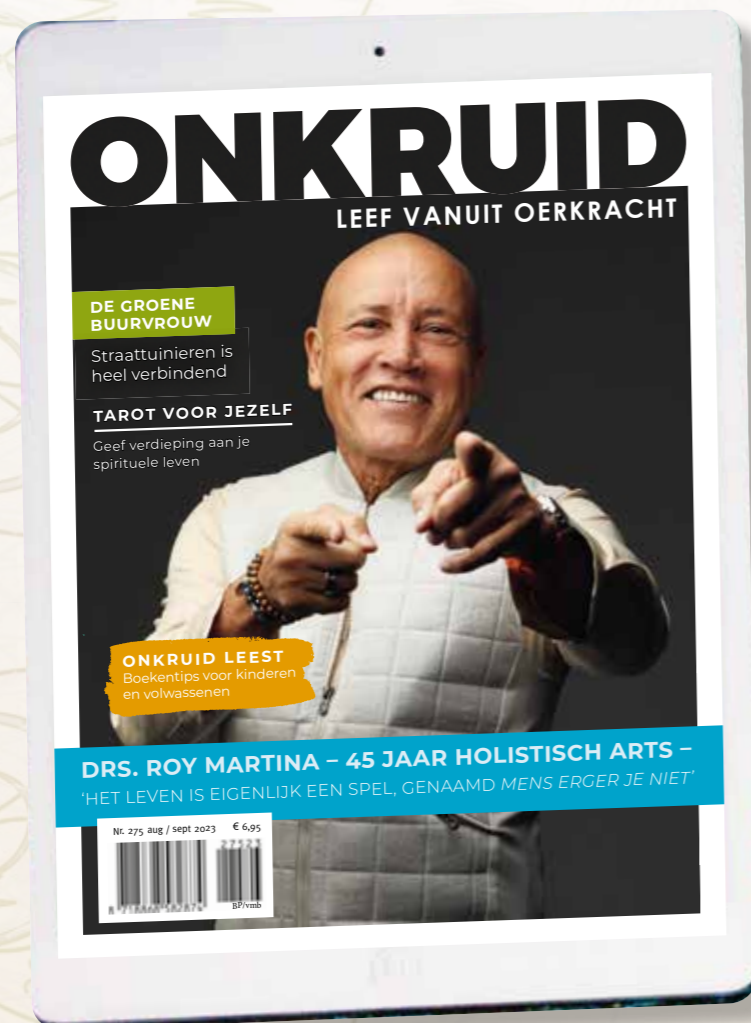 ONKRUID
LEEF VANUIT OERKRACHT
DE GROENE
BUURVROUW
Straattuinieren is
heel verbindend
TAROT VOOR JEZELF
Geef verdieping aan je
spirituele leven
ONKRUID LEEST
Boekentips voor kinderen
en volwassenen
DRS. ROY MARTINA – 45 JAAR HOLISTISCH ARTS –
‘HET LEVEN IS EIGENLIJK EEN SPEL, GENAAMD MENS ERGER JE NIET’
Nr. 275 aug / sept 2023 € 6,95
27523
BP/vmb